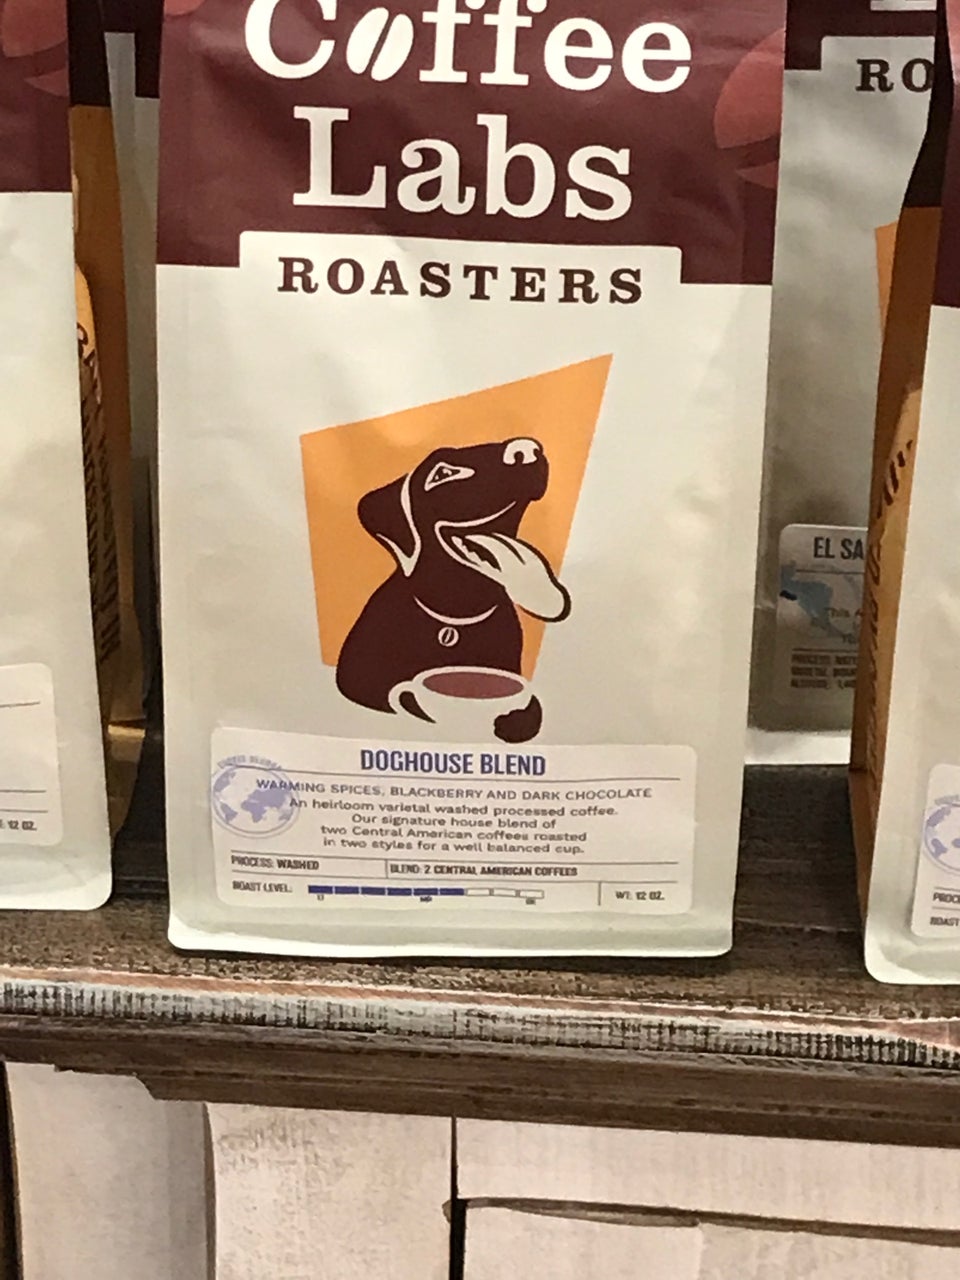 Coffee
Labs
ROASTERS
RO
EL SA
DOGHOUSE BLEND
WARMING SPICES, BLACKBERRY AND DARK CHOCOLATE
An heirloom varietal washed processed coffee.
Our signature house blend of
two Central American coffees roasted
in two styles for a well balanced cup.
PROCESS: WASHED
BLEND: 2 CENTRAL AMERICAN COFFEES
ROAST LEVEL:
WT: 12 OZ.
12 OZ.
This
ROAST